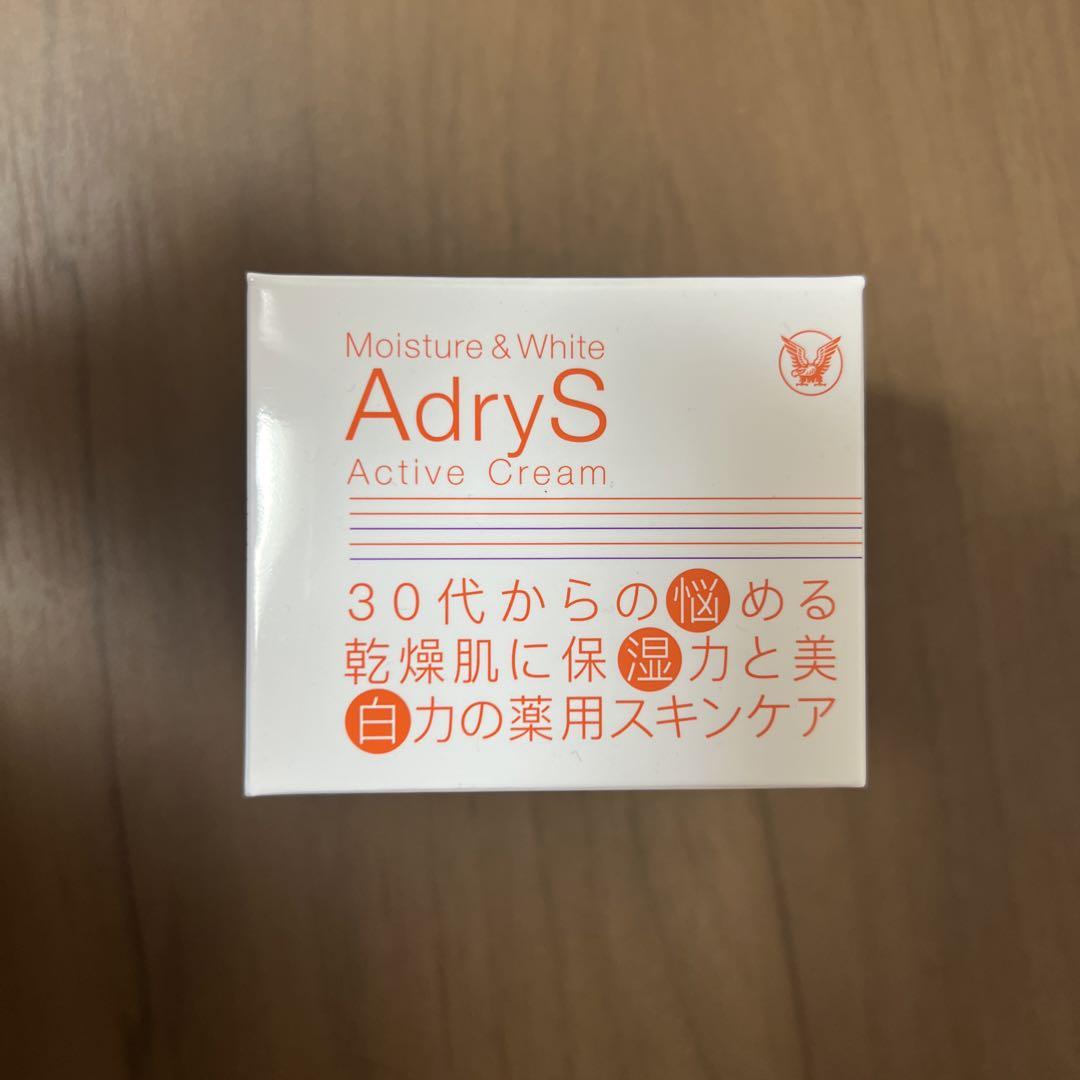 Moisture & White
AdryS
Active Cream
30代からの悩める
乾燥肌に保湿力と美
白力の薬用スキンケア